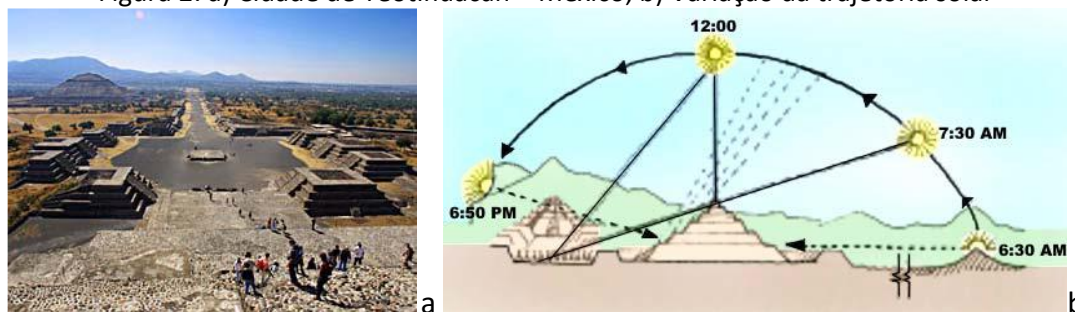 Figura 2: a) Cidade de Teotihuacan – México; b) Variação da trajetória solar
12:00
7:30 AM
6:50 PM
6:30 AM
a
b